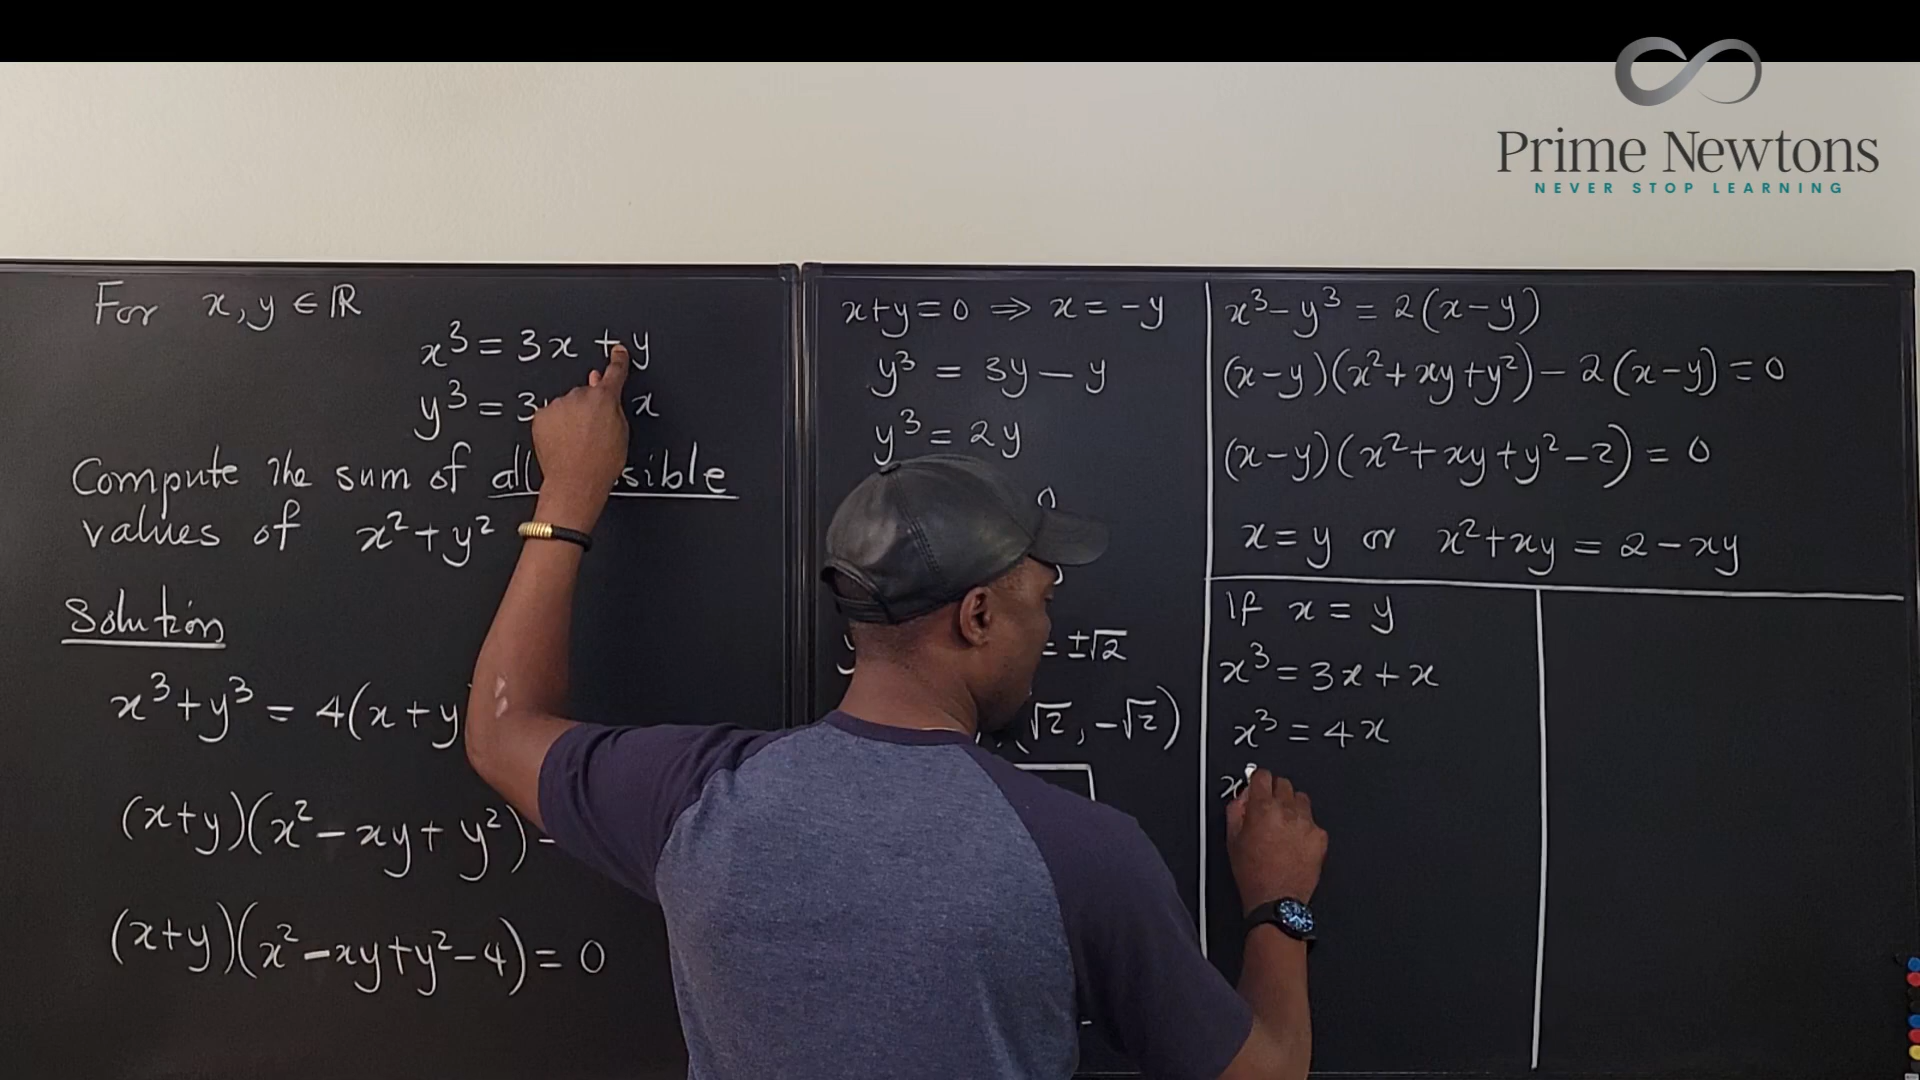 Prime Newtons
NEVER STOP LEARNING
For x, y ∈ ℝ
x³ = 3x + y
y³ = 3 x
Compute the sum of all
values of x² + y²
Solution
x³ + y³ = 4(x + y
(x+y)(x² − xy + y²) −
(x+y)(x² − xy + y² − 4) = 0
x+y = 0 ⇒ x = −y
y³ = 3y − y
y³ = 2y
0
= ±√2
(√2, −√2)
x³ − y³ = 2(x−y)
(x−y)(x² + xy + y²) − 2(x−y) = 0
(x−y)(x² + xy + y² − 2) = 0
x = y or x² + xy = 2 − xy
If x = y
x³ = 3x + x
x³ = 4x
x